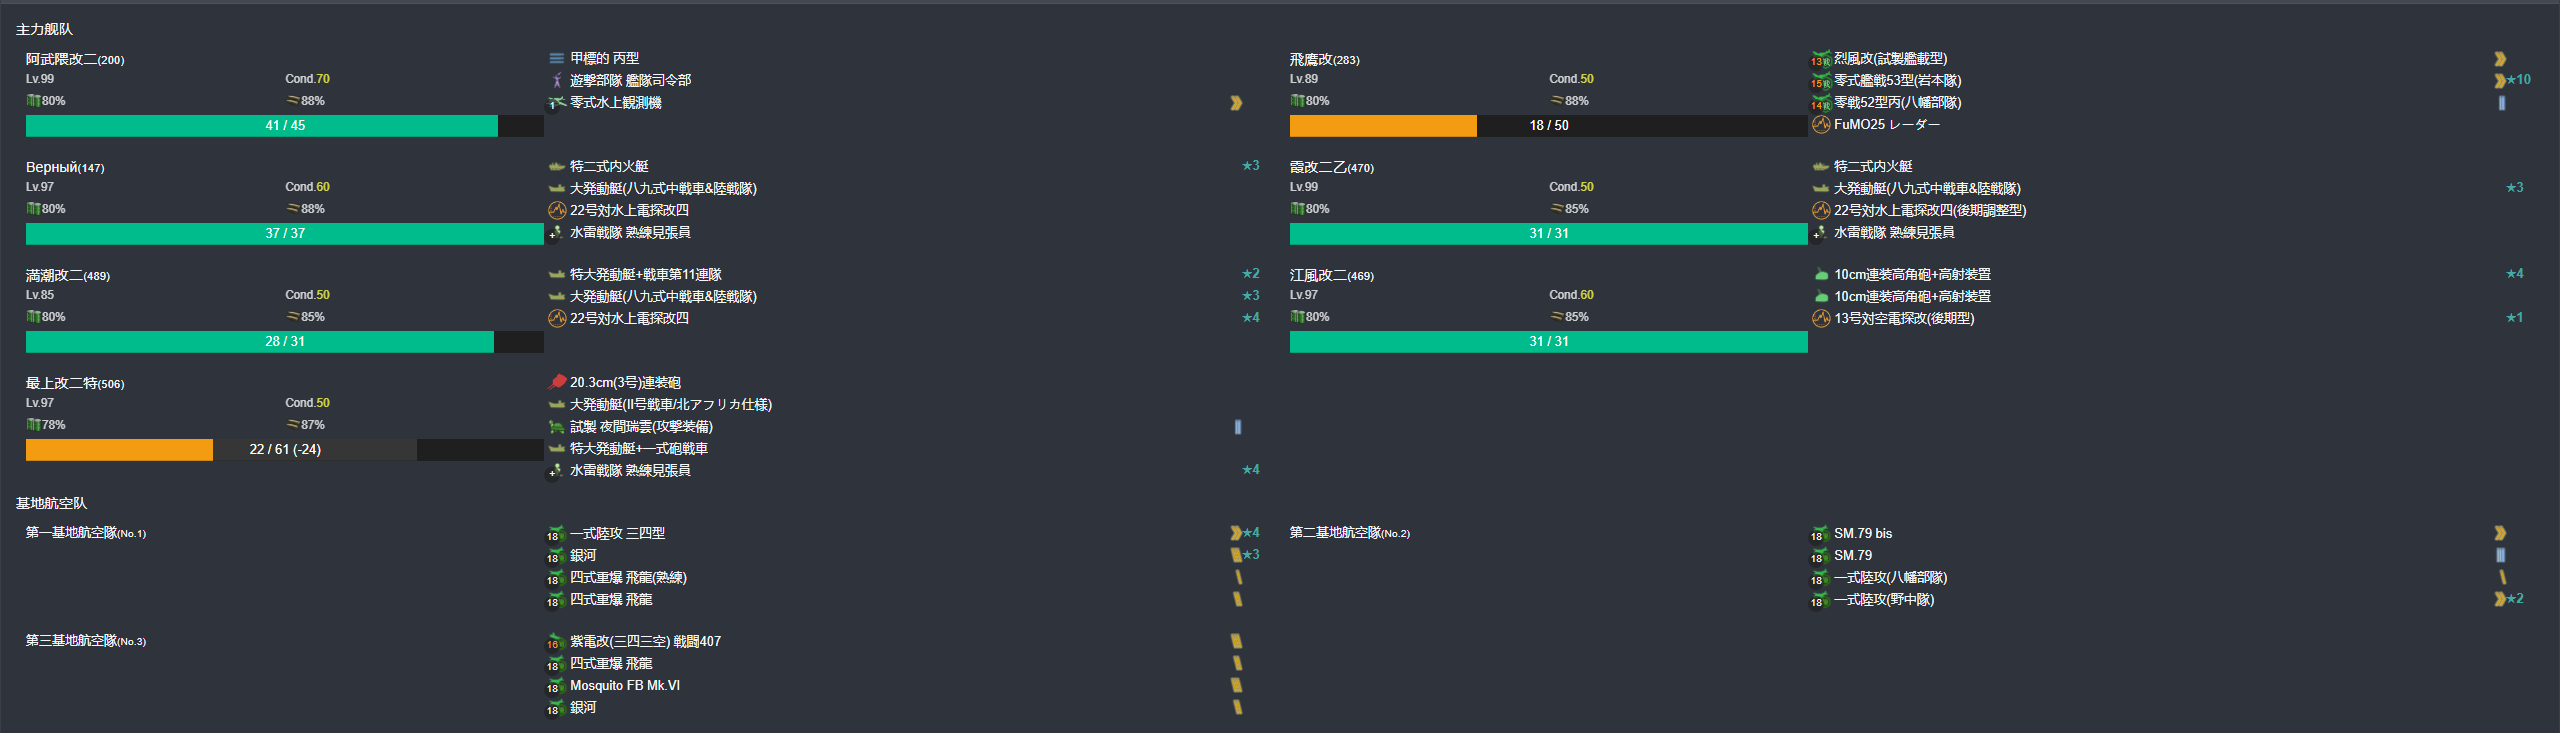 主力舰队
阿武隈改二(200)
Lv.99 Cond.70
80% 88%
41 / 45
甲標的 丙型
遊撃部隊 艦隊司令部
1 零式水上観測機
飛鷹改(283)
Lv.89 Cond.50
80% 88%
18 / 50
13 烈風改(試製艦載型)
15 零式艦戦53型(岩本隊) ★10
14 零戦52型丙(八幡部隊)
FuMO25 レーダー
Верный(147)
Lv.97 Cond.60
80% 88%
37 / 37
特二式内火艇 ★3
大発動艇(八九式中戦車&陸戦隊)
22号対水上電探改四
水雷戦隊 熟練見張員
霞改二乙(470)
Lv.99 Cond.50
80% 85%
31 / 31
特二式内火艇
大発動艇(八九式中戦車&陸戦隊) ★3
22号対水上電探改四(後期調整型)
水雷戦隊 熟練見張員
満潮改二(489)
Lv.85 Cond.50
80% 85%
28 / 31
特大発動艇+戦車第11連隊 ★2
大発動艇(八九式中戦車&陸戦隊) ★3
22号対水上電探改四 ★4
江風改二(469)
Lv.97 Cond.60
80% 85%
31 / 31
10cm連装高角砲+高射装置 ★4
10cm連装高角砲+高射装置
13号対空電探改(後期型) ★1
最上改二特(506)
Lv.97 Cond.50
78% 87%
22 / 61 (-24)
20.3cm(3号)連装砲
大発動艇(II号戦車/北アフリカ仕様)
試製 夜間瑞雲(攻撃装備)
特大発動艇+一式砲戦車
水雷戦隊 熟練見張員 ★4
基地航空队
第一基地航空隊(No.1)
18 一式陸攻 三四型 ★4
18 銀河 ★3
18 四式重爆 飛龍(熟練)
18 四式重爆 飛龍
第二基地航空隊(No.2)
18 SM.79 bis
18 SM.79
18 一式陸攻(八幡部隊)
18 一式陸攻(野中隊) ★2
第三基地航空隊(No.3)
16 紫電改(三四三空) 戦闘407
18 四式重爆 飛龍
18 Mosquito FB Mk.VI
18 銀河